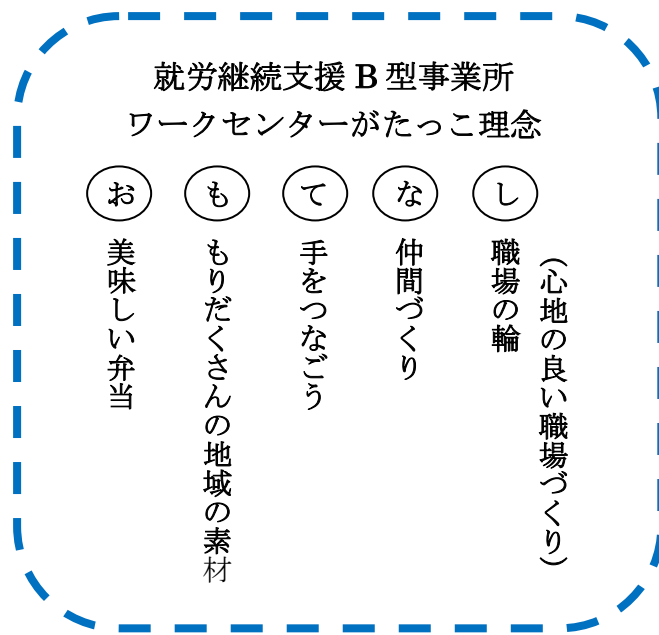 就労継続支援B型事業所
ワークセンターがたっこ理念
お
美味しい弁当
も
もりだくさんの地域の素材
て
手をつなごう
な
仲間づくり
し
職場の輪
（心地の良い職場づくり）